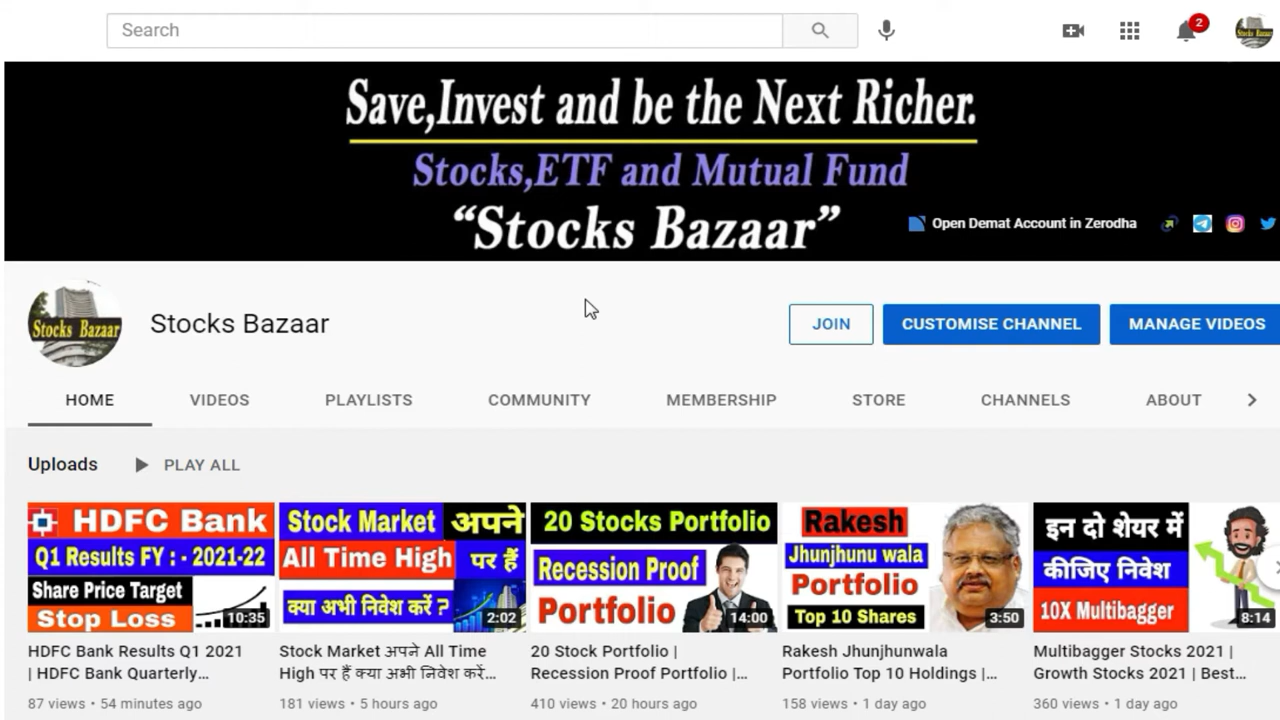 Search
2
Stocks Bazaar
Save,Invest and be the Next Richer.
Stocks,ETF and Mutual Fund
“Stocks Bazaar”
Open Demat Account in Zerodha
Stocks Bazaar
Stocks Bazaar
JOIN
CUSTOMISE CHANNEL
MANAGE VIDEOS
HOME
VIDEOS
PLAYLISTS
COMMUNITY
MEMBERSHIP
STORE
CHANNELS
ABOUT
Uploads
PLAY ALL
HDFC Bank
Q1 Results FY : - 2021-22
Share Price Target
Stop Loss
10:35
HDFC Bank Results Q1 2021
| HDFC Bank Quarterly...
87 views • 54 minutes ago
Stock Market अपने
All Time High पर हैं
क्या अभी निवेश करें ?
2:02
Stock Market अपने All Time
High पर हैं क्या अभी निवेश करें...
181 views • 5 hours ago
20 Stocks Portfolio
Recession Proof
Portfolio
14:00
20 Stock Portfolio |
Recession Proof Portfolio |...
410 views • 20 hours ago
Rakesh
Jhunjhunu wala
Portfolio
Top 10 Shares
3:50
Rakesh Jhunjhunwala
Portfolio Top 10 Holdings |...
158 views • 1 day ago
इन दो शेयर में
कीजिए निवेश
10X Multibagger
8:14
Multibagger Stocks 2021 |
Growth Stocks 2021 | Best...
360 views • 1 day ago